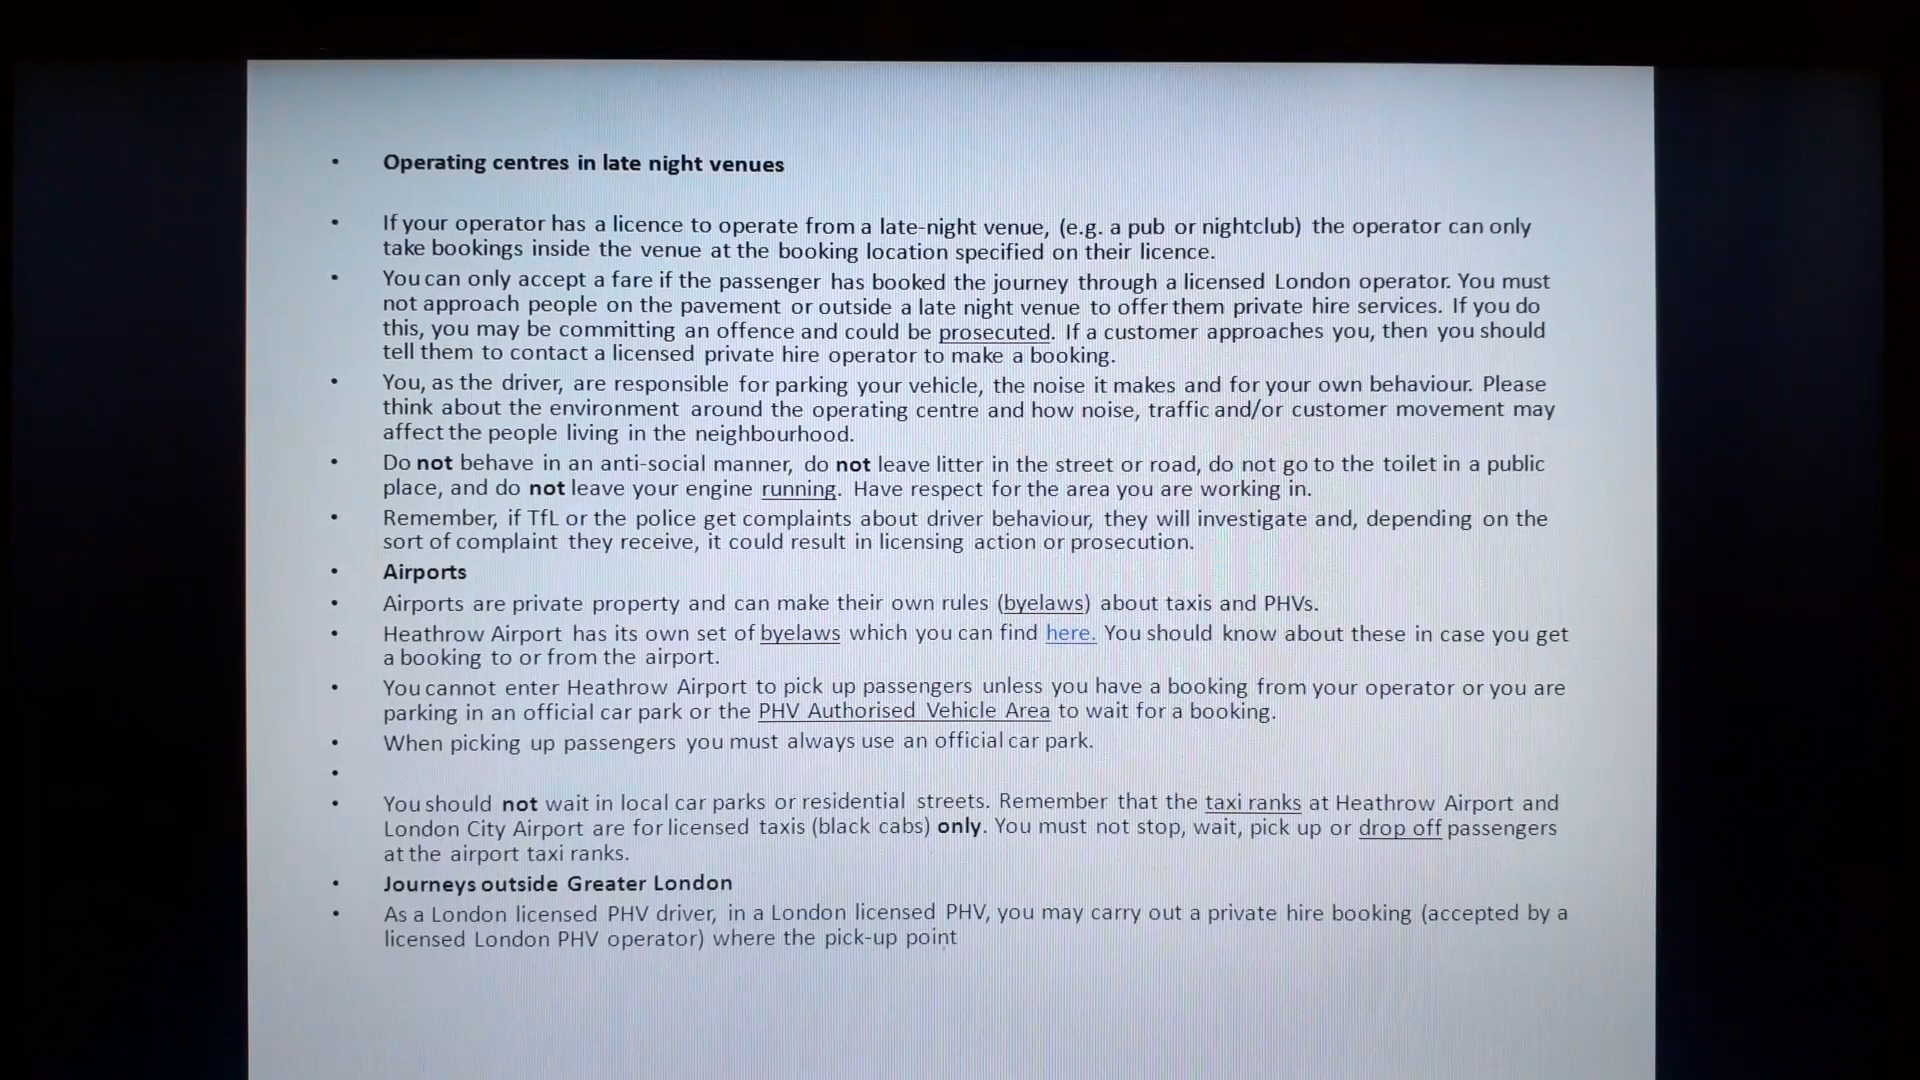 • Operating centres in late night venues
• If your operator has a licence to operate from a late-night venue, (e.g. a pub or nightclub) the operator can only
take bookings inside the venue at the booking location specified on their licence.
• You can only accept a fare if the passenger has booked the journey through a licensed London operator. You must
not approach people on the pavement or outside a late night venue to offer them private hire services. If you do
this, you may be committing an offence and could be prosecuted. If a customer approaches you, then you should
tell them to contact a licensed private hire operator to make a booking.
• You, as the driver, are responsible for parking your vehicle, the noise it makes and for your own behaviour. Please
think about the environment around the operating centre and how noise, traffic and/or customer movement may
affect the people living in the neighbourhood.
• Do not behave in an anti-social manner, do not leave litter in the street or road, do not go to the toilet in a public
place, and do not leave your engine running. Have respect for the area you are working in.
• Remember, if TfL or the police get complaints about driver behaviour, they will investigate and, depending on the
sort of complaint they receive, it could result in licensing action or prosecution.
• Airports
• Airports are private property and can make their own rules (byelaws) about taxis and PHVs.
• Heathrow Airport has its own set of byelaws which you can find here. You should know about these in case you get
a booking to or from the airport.
• You cannot enter Heathrow Airport to pick up passengers unless you have a booking from your operator or you are
parking in an official car park or the PHV Authorised Vehicle Area to wait for a booking.
• When picking up passengers you must always use an official car park.
•
• You should not wait in local car parks or residential streets. Remember that the taxi ranks at Heathrow Airport and
London City Airport are for licensed taxis (black cabs) only. You must not stop, wait, pick up or drop off passengers
at the airport taxi ranks.
• Journeys outside Greater London
• As a London licensed PHV driver, in a London licensed PHV, you may carry out a private hire booking (accepted by a
licensed London PHV operator) where the pick-up point